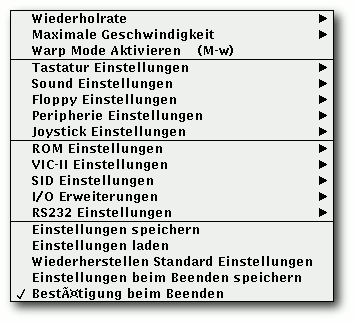 Wiederholrate
Maximale Geschwindigkeit
Warp Mode Aktivieren (M-w)
Tastatur Einstellungen
Sound Einstellungen
Floppy Einstellungen
Peripherie Einstellungen
Joystick Einstellungen
ROM Einstellungen
VIC-II Einstellungen
SID Einstellungen
I/O Erweiterungen
RS232 Einstellungen
Einstellungen speichern
Einstellungen laden
Wiederherstellen Standard Einstellungen
Einstellungen beim Beenden speichern
✓ BestÃ¤tigung beim Beenden